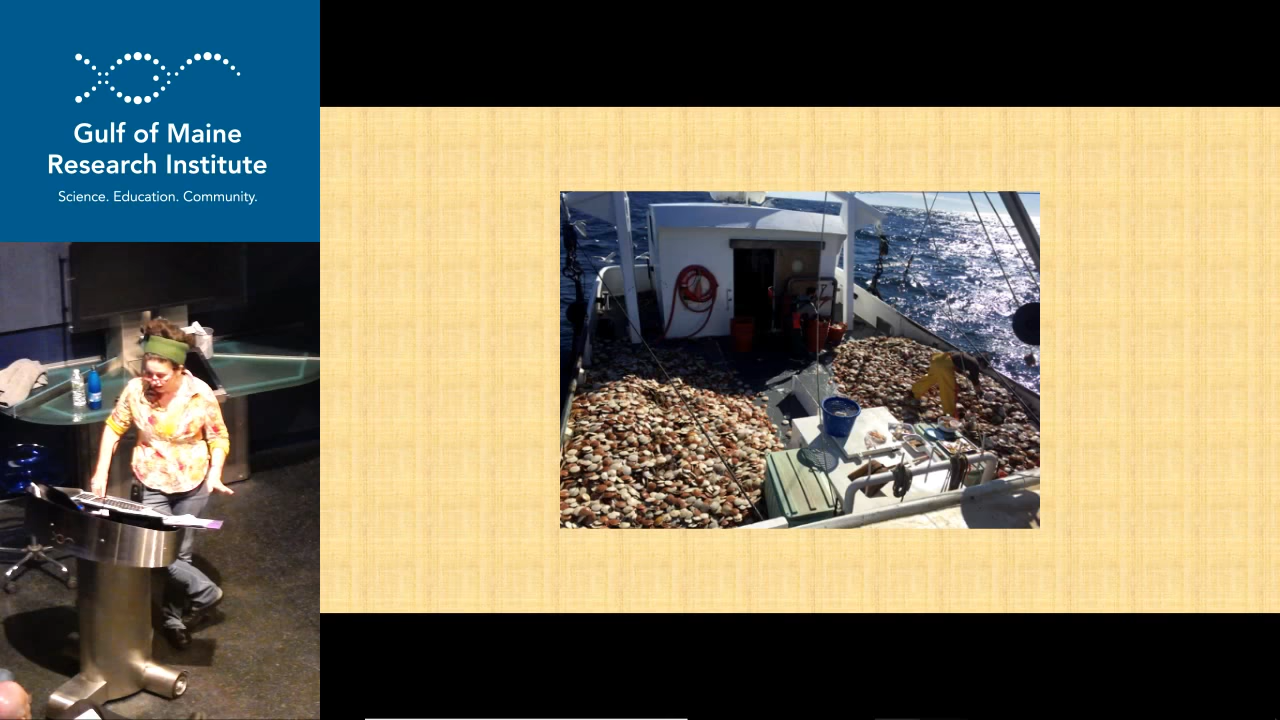 Gulf of Maine
Research Institute
Science. Education. Community.